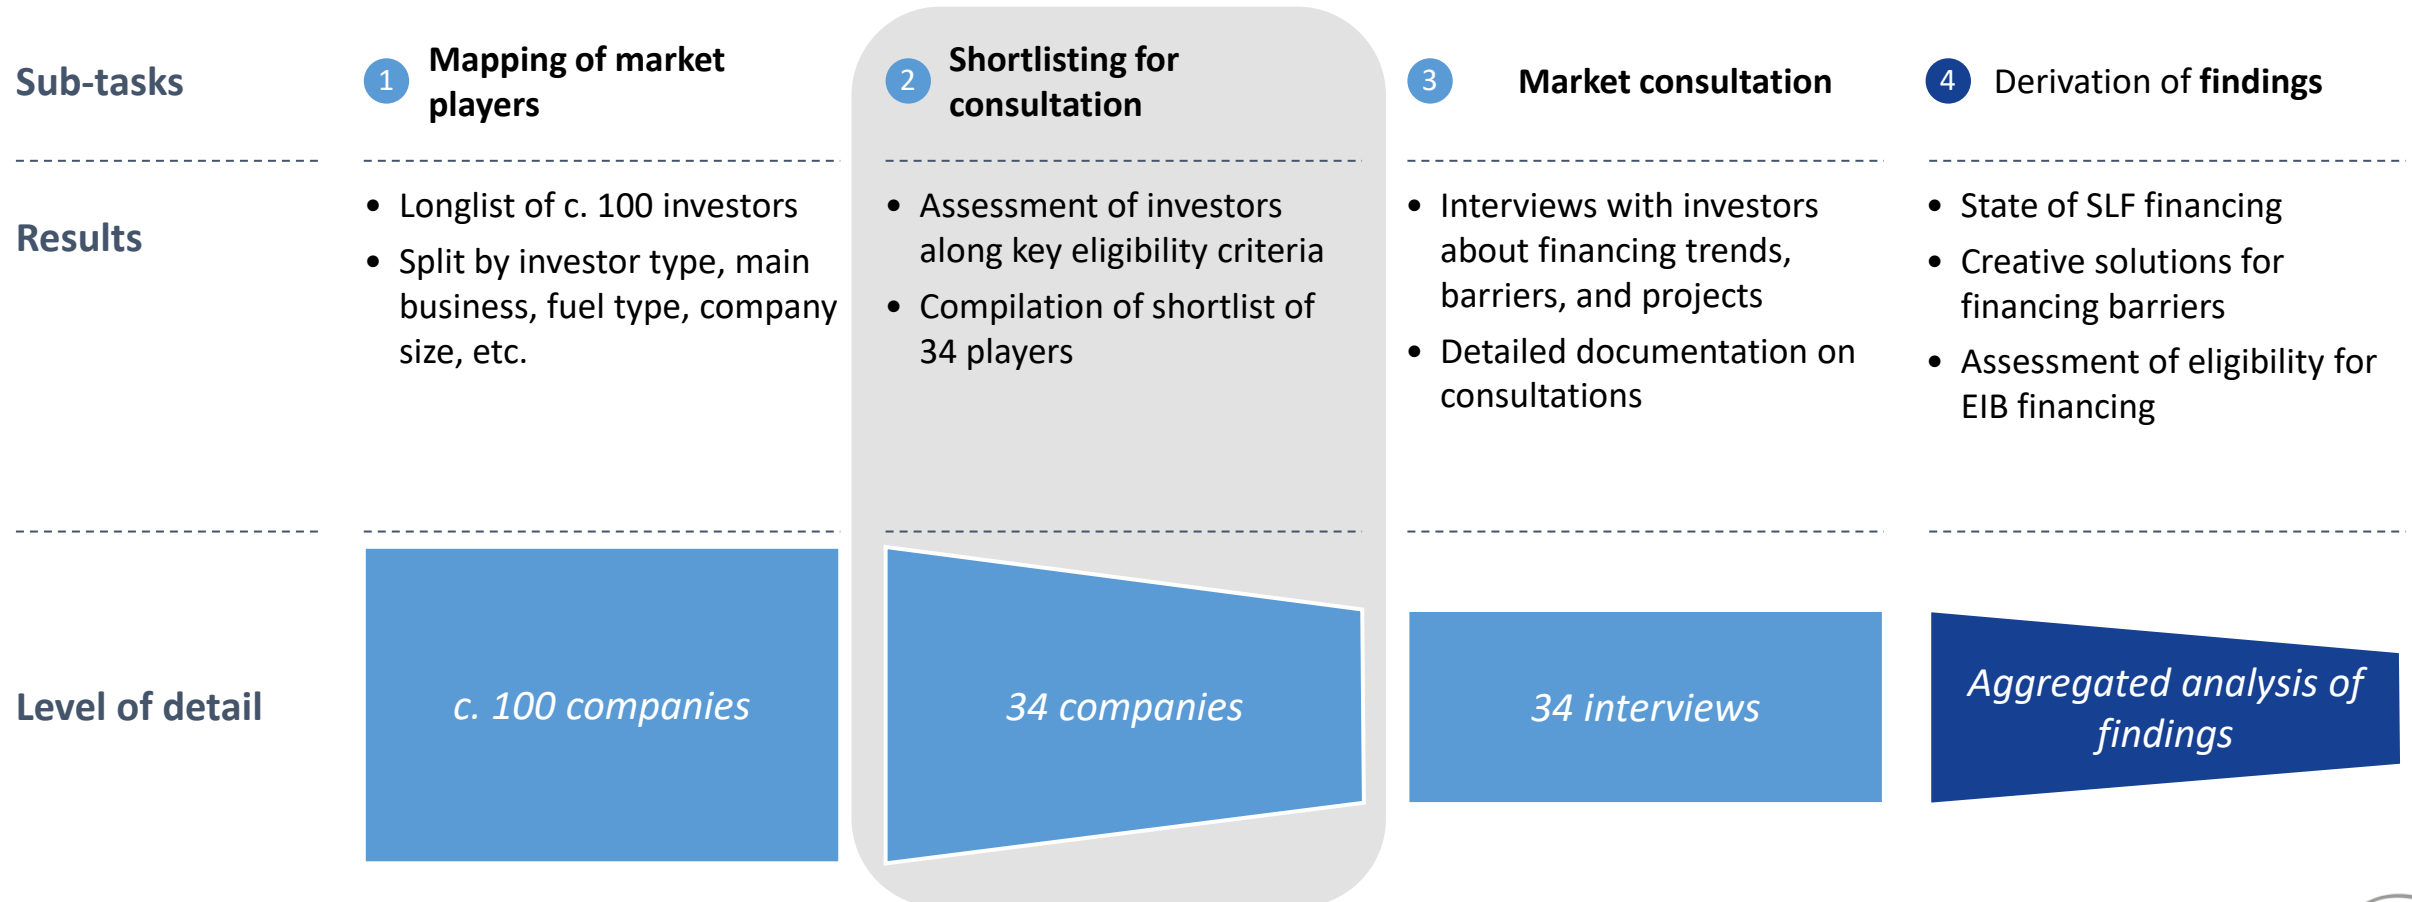 Sub-tasks
1
Mapping of market
players
2
Shortlisting for
consultation
3
Market consultation
4
Derivation of findings
Results
• Longlist of c. 100 investors
• Split by investor type, main
business, fuel type, company
size, etc.
• Assessment of investors
along key eligibility criteria
• Compilation of shortlist of
34 players
• Interviews with investors
about financing trends,
barriers, and projects
• Detailed documentation on
consultations
• State of SLF financing
• Creative solutions for
financing barriers
• Assessment of eligibility for
EIB financing
Level of detail
c. 100 companies
34 companies
34 interviews
Aggregated analysis of
findings